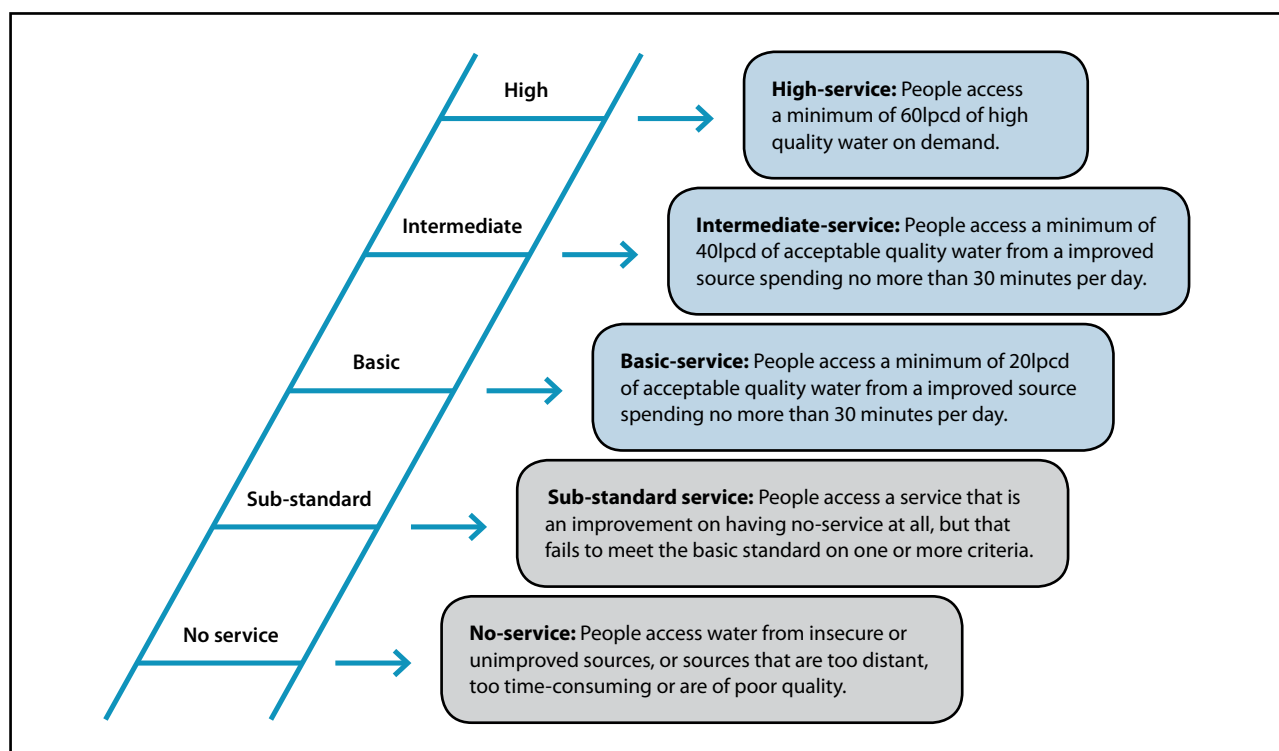 High
High-service: People access
a minimum of 60lpcd of high
quality water on demand.
Intermediate
Intermediate-service: People access a minimum of
40lpcd of acceptable quality water from a improved
source spending no more than 30 minutes per day.
Basic
Basic-service: People access a minimum of 20lpcd
of acceptable quality water from a improved source
spending no more than 30 minutes per day.
Sub-standard
Sub-standard service: People access a service that is
an improvement on having no-service at all, but that
fails to meet the basic standard on one or more criteria.
No service
No-service: People access water from insecure or
unimproved sources, or sources that are too distant,
too time-consuming or are of poor quality.